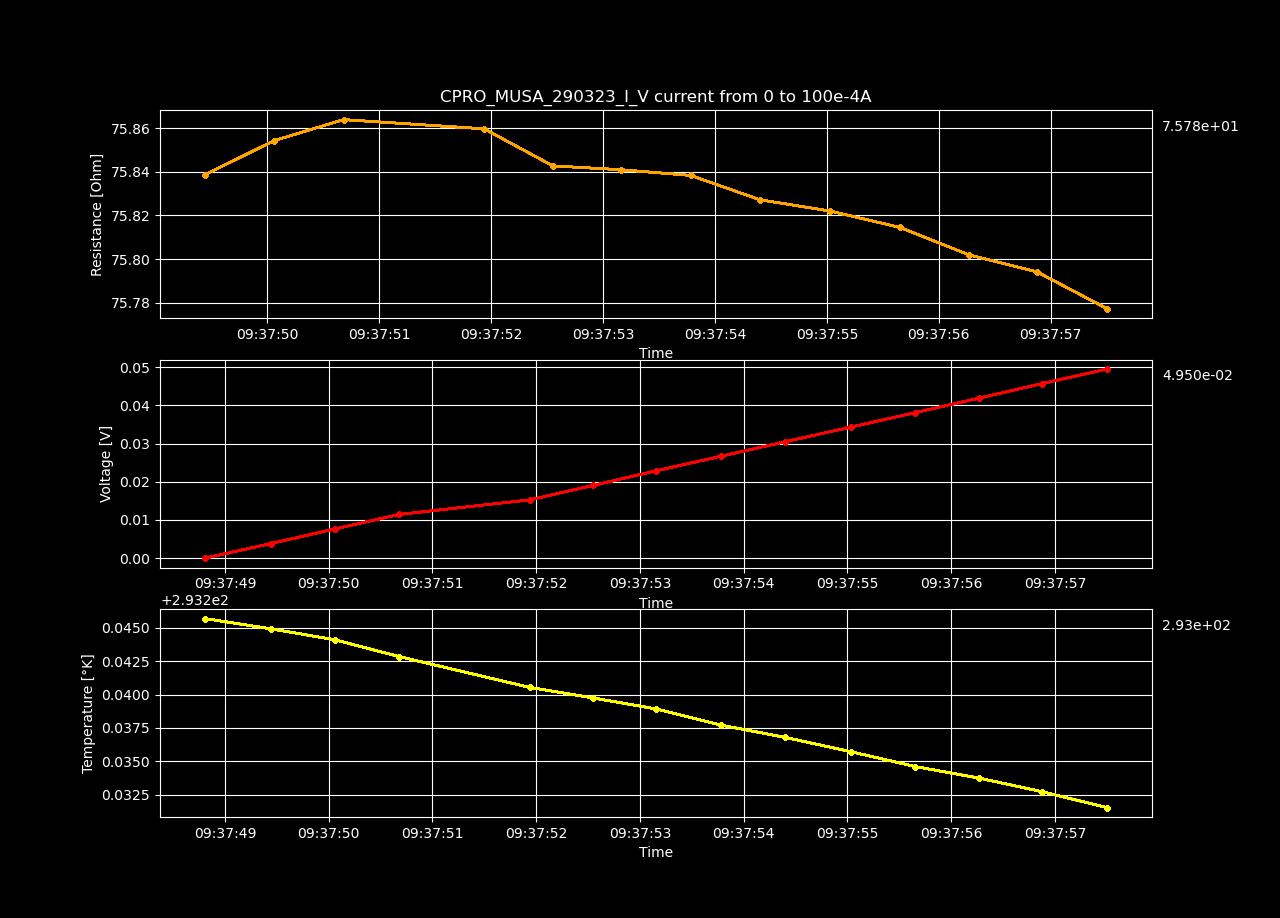 CPRO_MUSA_290323_I_V current from 0 to 100e-4A
7.578e+01
Resistance [Ohm]
75.86
75.84
75.82
75.80
75.78
09:37:50 09:37:51 09:37:52 09:37:53 09:37:54 09:37:55 09:37:56 09:37:57
Time
4.950e-02
Voltage [V]
0.05
0.04
0.03
0.02
0.01
0.00
09:37:49 09:37:50 09:37:51 09:37:52 09:37:53 09:37:54 09:37:55 09:37:56 09:37:57
Time
+2.932e2
2.93e+02
Temperature [°K]
0.0450
0.0425
0.0400
0.0375
0.0350
0.0325
09:37:49 09:37:50 09:37:51 09:37:52 09:37:53 09:37:54 09:37:55 09:37:56 09:37:57
Time